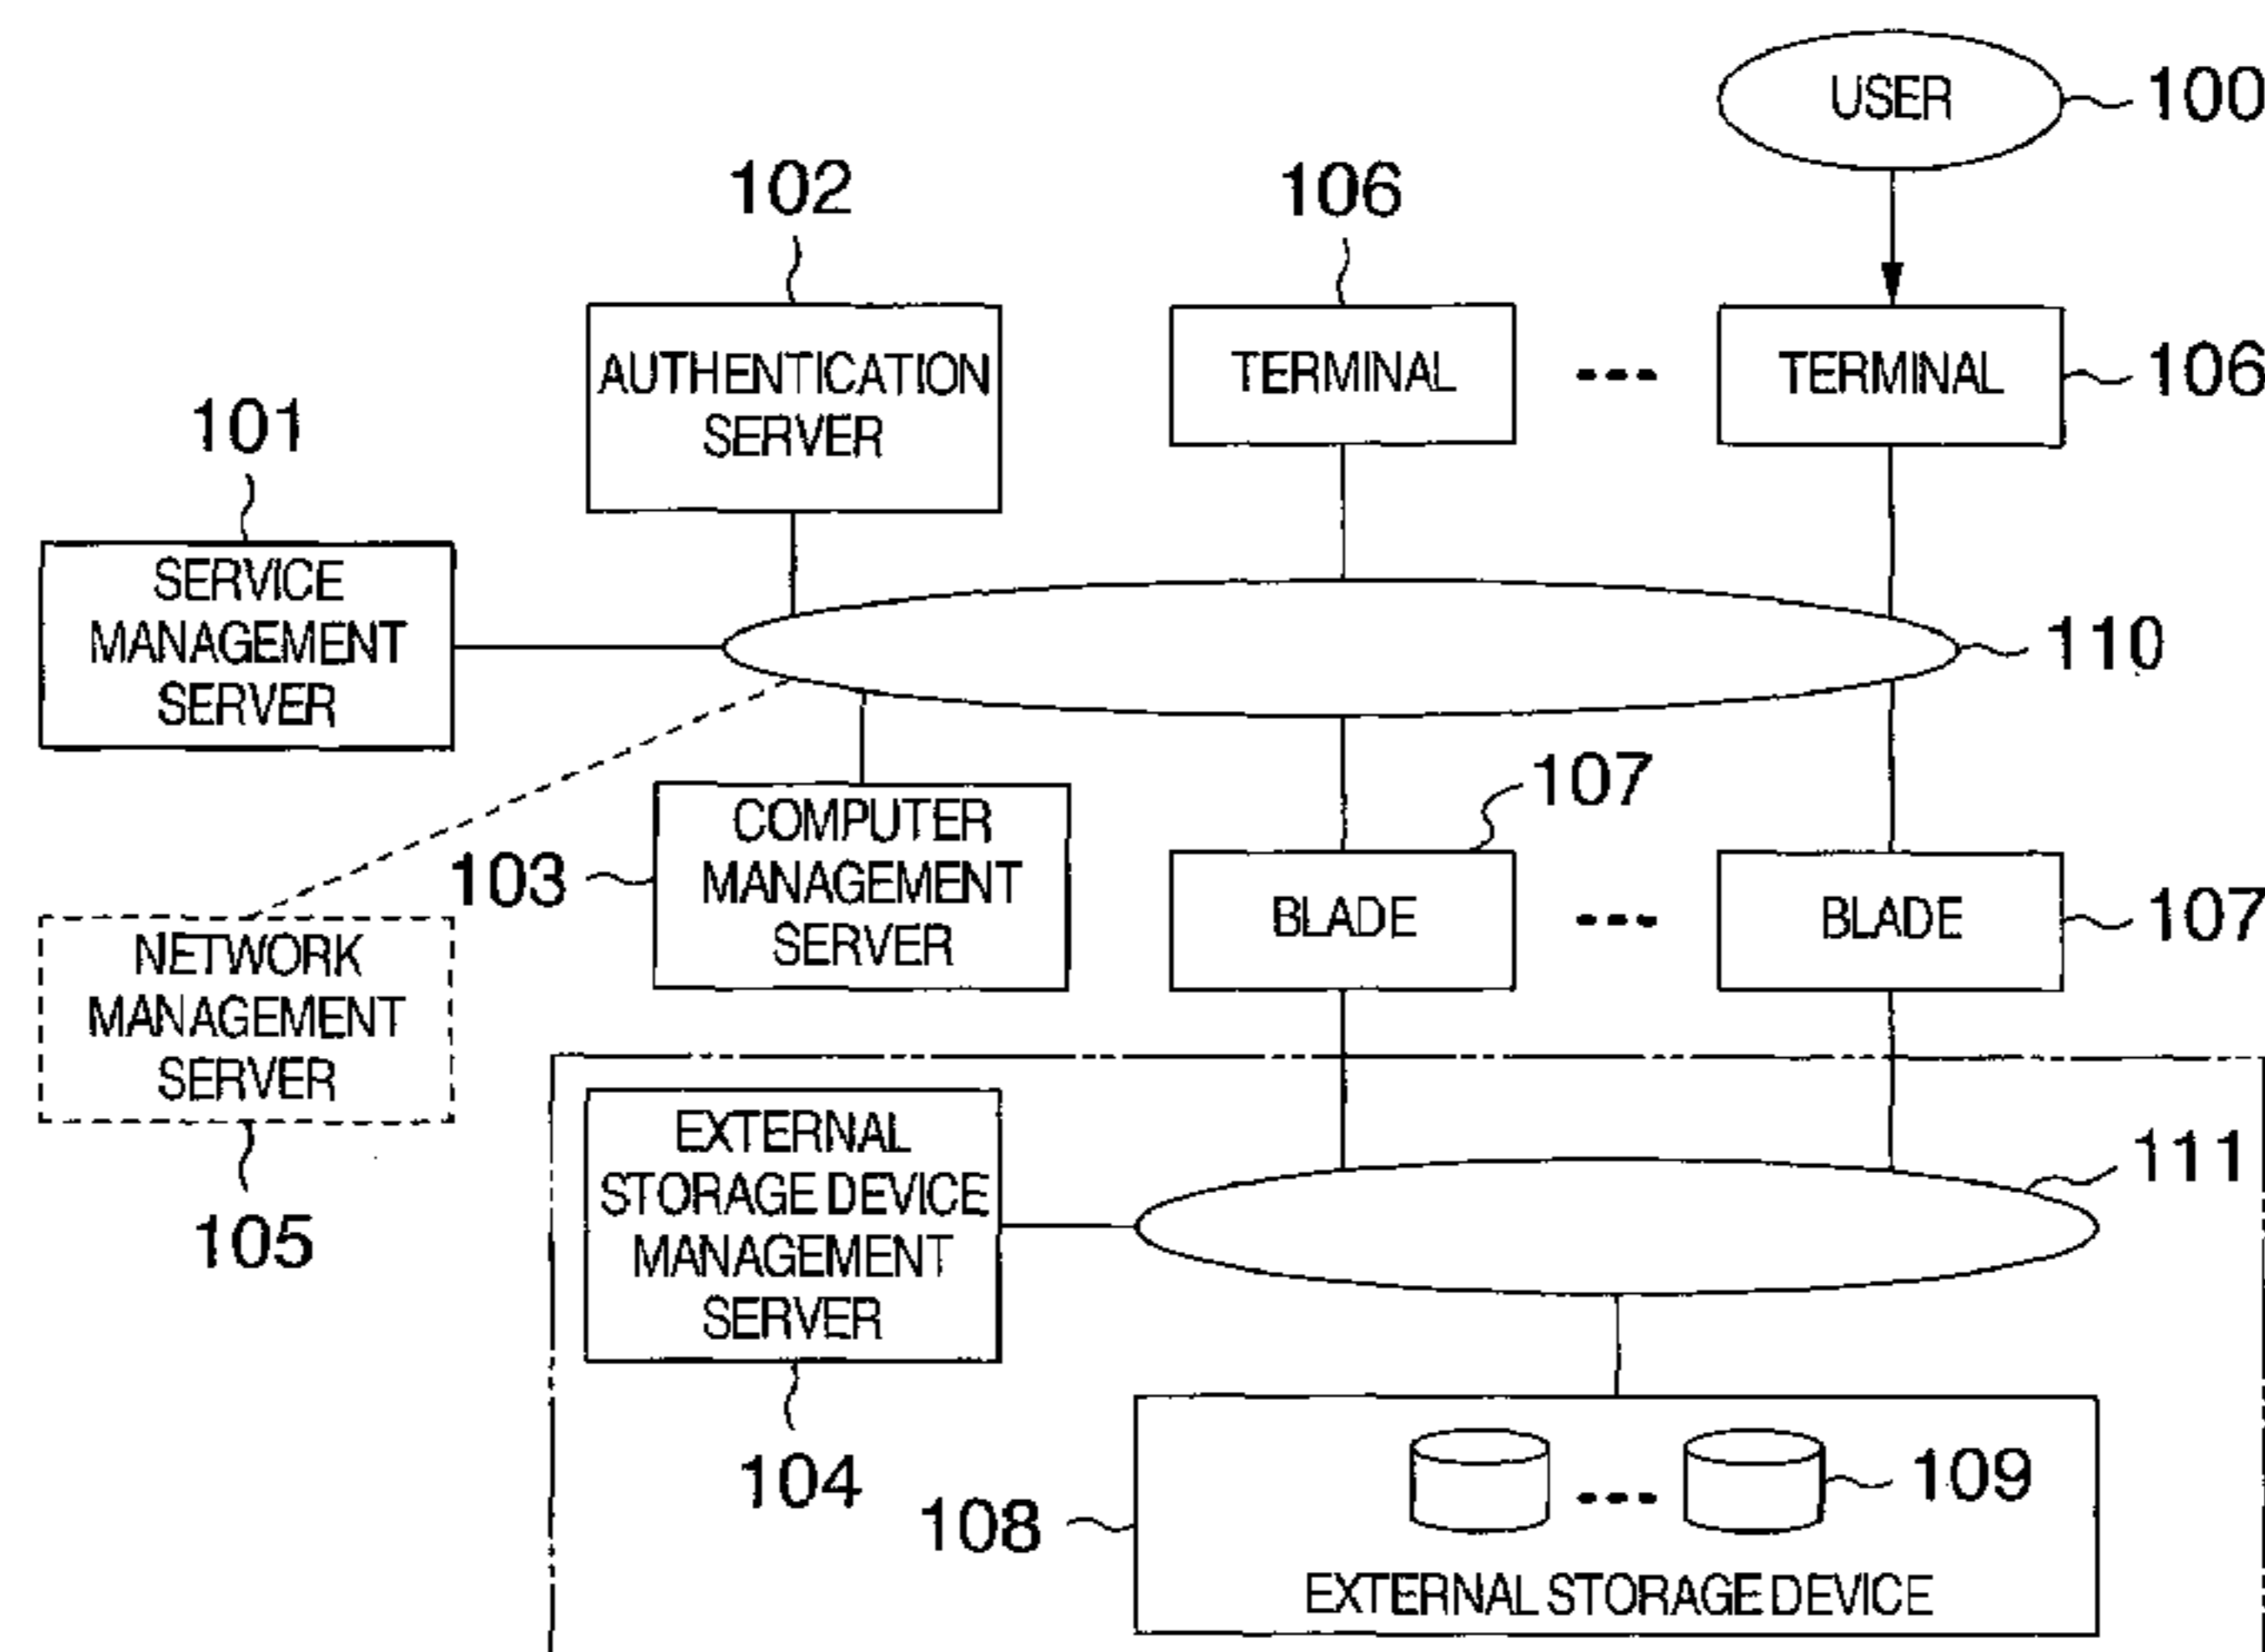 USER
100
102
106
AUTHENTICATION
SERVER
TERMINAL
TERMINAL
106
101
SERVICE
MANAGEMENT
SERVER
110
107
COMPUTER
MANAGEMENT
SERVER
103
BLADE
BLADE
107
NETWORK
MANAGEMENT
SERVER
105
EXTERNAL
STORAGE DEVICE
MANAGEMENT
SERVER
111
104
109
108
EXTERNAL STORAGE DEVICE